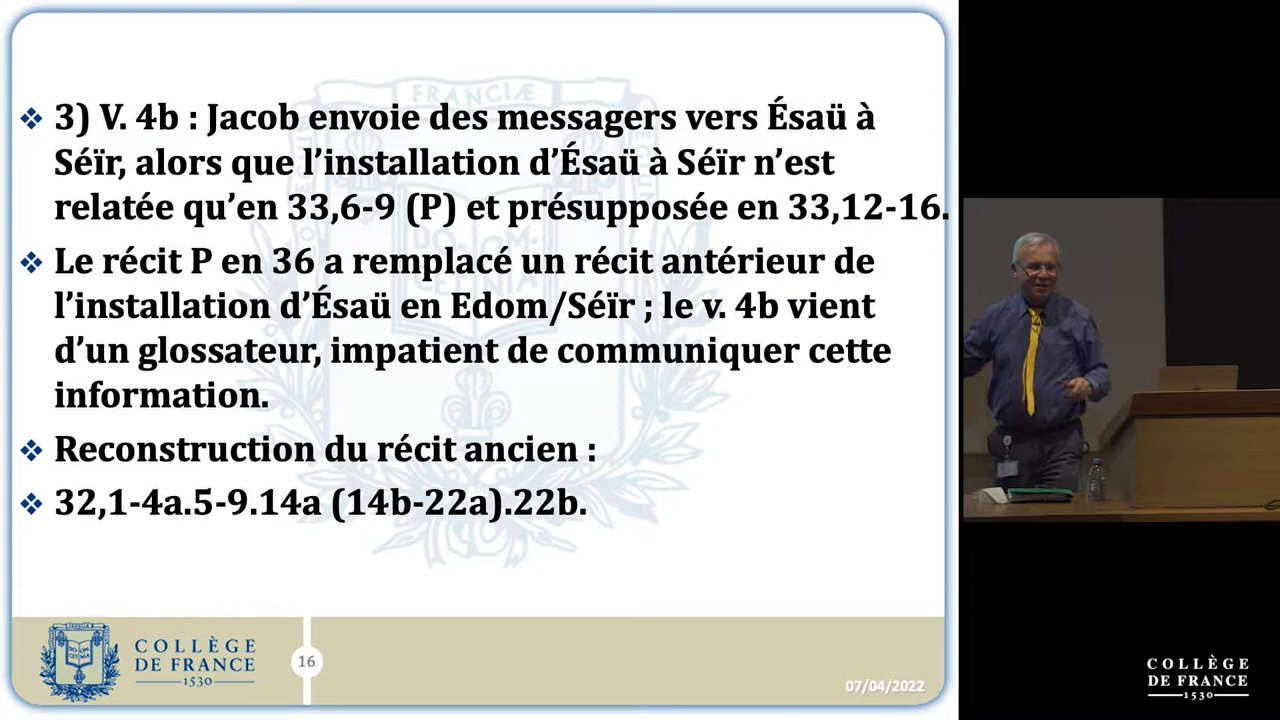 3) V. 4b : Jacob envoie des messagers vers Ésaü à
Séïr, alors que l’installation d’Ésaü à Séïr n’est
relatée qu’en 33,6-9 (P) et présupposée en 33,12-16.
Le récit P en 36 a remplacé un récit antérieur de
l’installation d’Ésaü en Edom/Séïr ; le v. 4b vient
d’un glossateur, impatient de communiquer cette
information.
Reconstruction du récit ancien :
32,1-4a.5-9.14a (14b-22a).22b.
COLLÈGE
DE FRANCE
1530
16
07/04/2022
COLLÈGE
DE FRANCE
1530